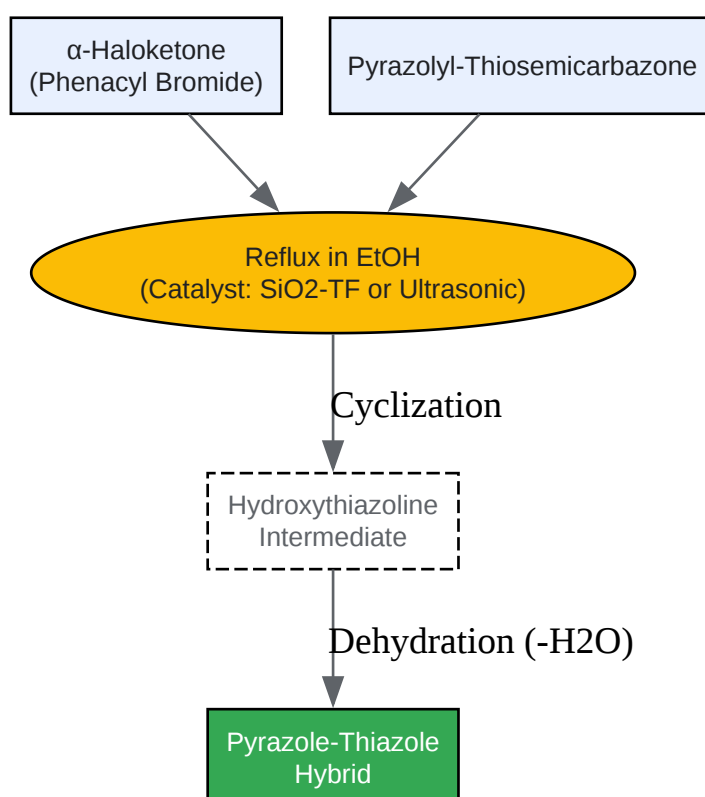 α-Haloketone
(Phenacyl Bromide)
Pyrazolyl-Thiosemicarbazone
Reflux in EtOH
(Catalyst: SiO2-TF or Ultrasonic)
Cyclization
Hydroxythiazoline
Intermediate
Dehydration (-H2O)
Pyrazole-Thiazole
Hybrid